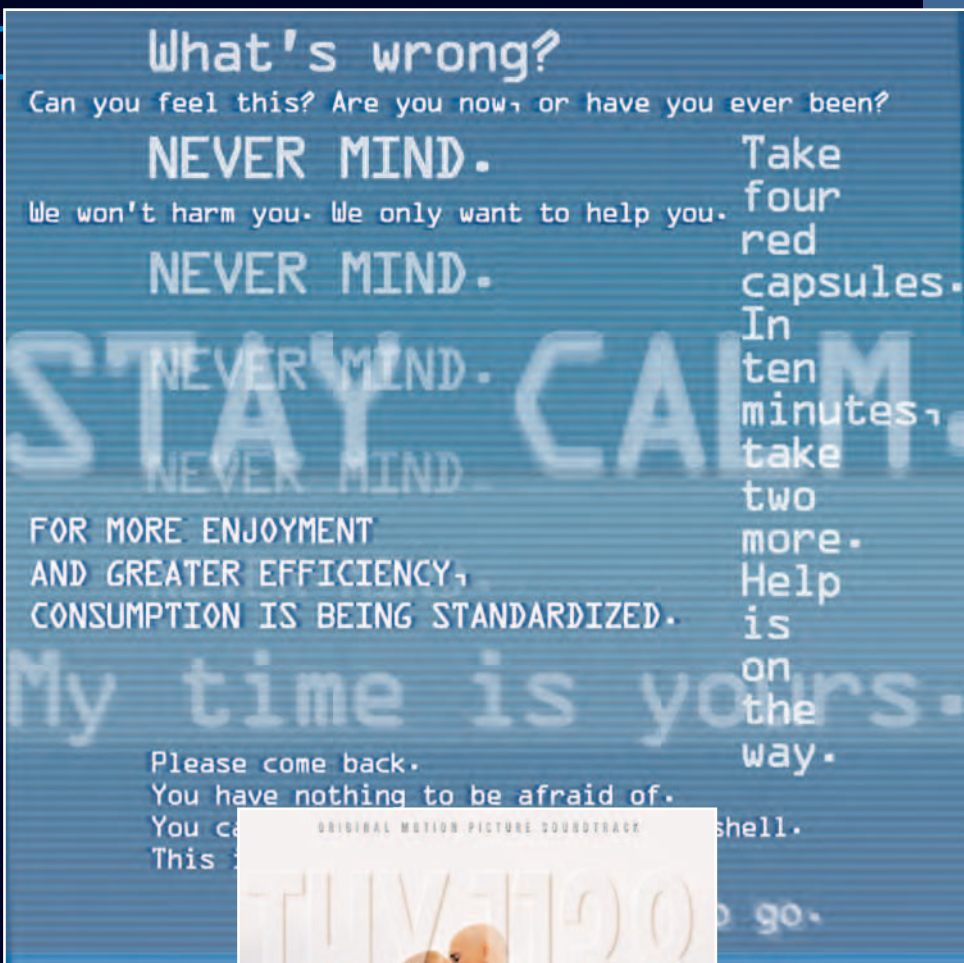 What's wrong?
Can you feel this? Are you now, or have you ever been?
NEVER MIND.
We won't harm you. We only want to help you.
NEVER MIND.
STAY CALM.
NEVER MIND.
NEVER MIND.
FOR MORE ENJOYMENT
AND GREATER EFFICIENCY,
CONSUMPTION IS BEING STANDARDIZED.
My time is yours.
Take
four
red
capsules.
In
ten
minutes,
take
two
more.
Help
is
on
the
way.
Please come back.
You have nothing to be afraid of.
You shell.
This
go.
ORIGINAL MOTION PICTURE SOUNDTRACK